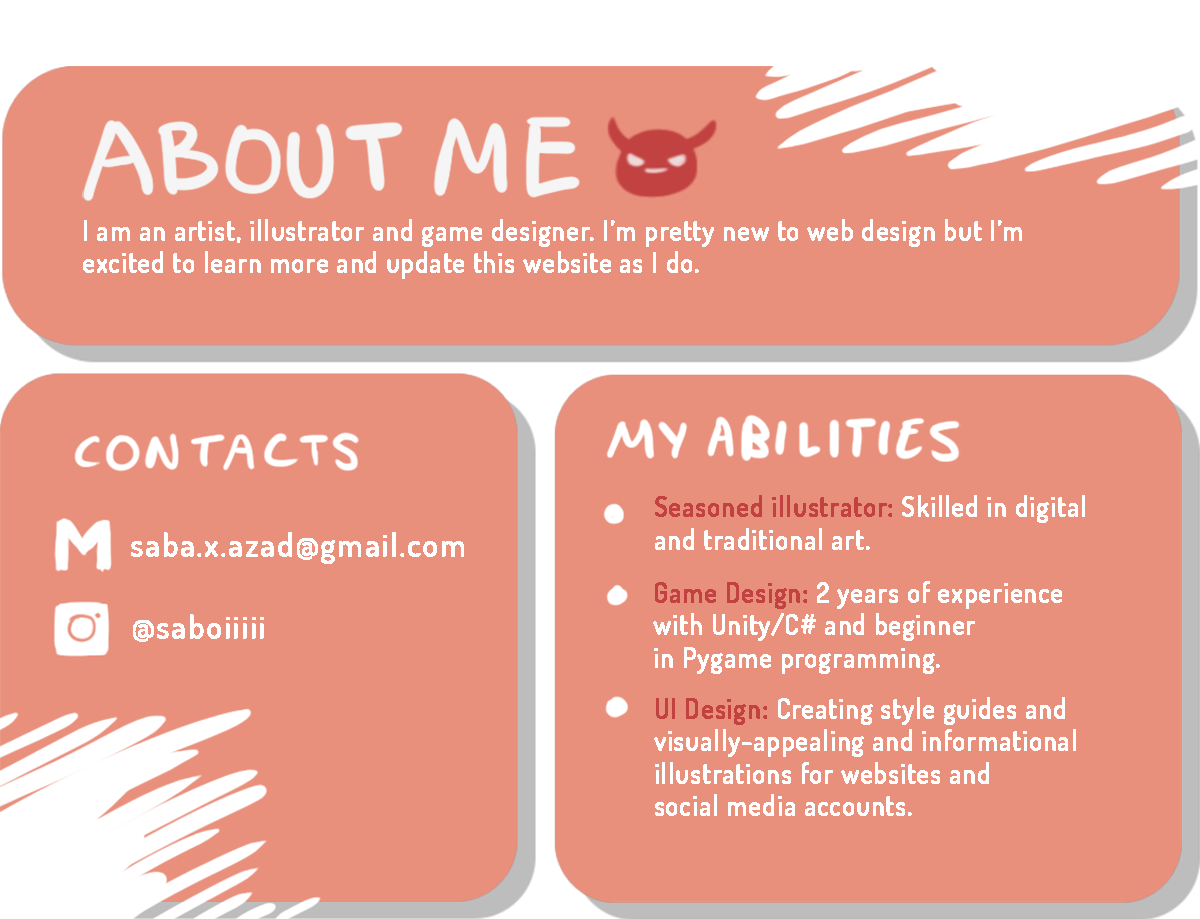 ABOUT ME
I am an artist, illustrator and game designer. I'm pretty new to web design but I'm
excited to learn more and update this website as I do.
CONTACTS
M saba.x.azad@gmail.com
@saboiiiii
MY ABILITIES
Seasoned illustrator: Skilled in digital
and traditional art.
Game Design: 2 years of experience
with Unity/C# and beginner
in Pygame programming.
UI Design: Creating style guides and
visually-appealing and informational
illustrations for websites and
social media accounts.